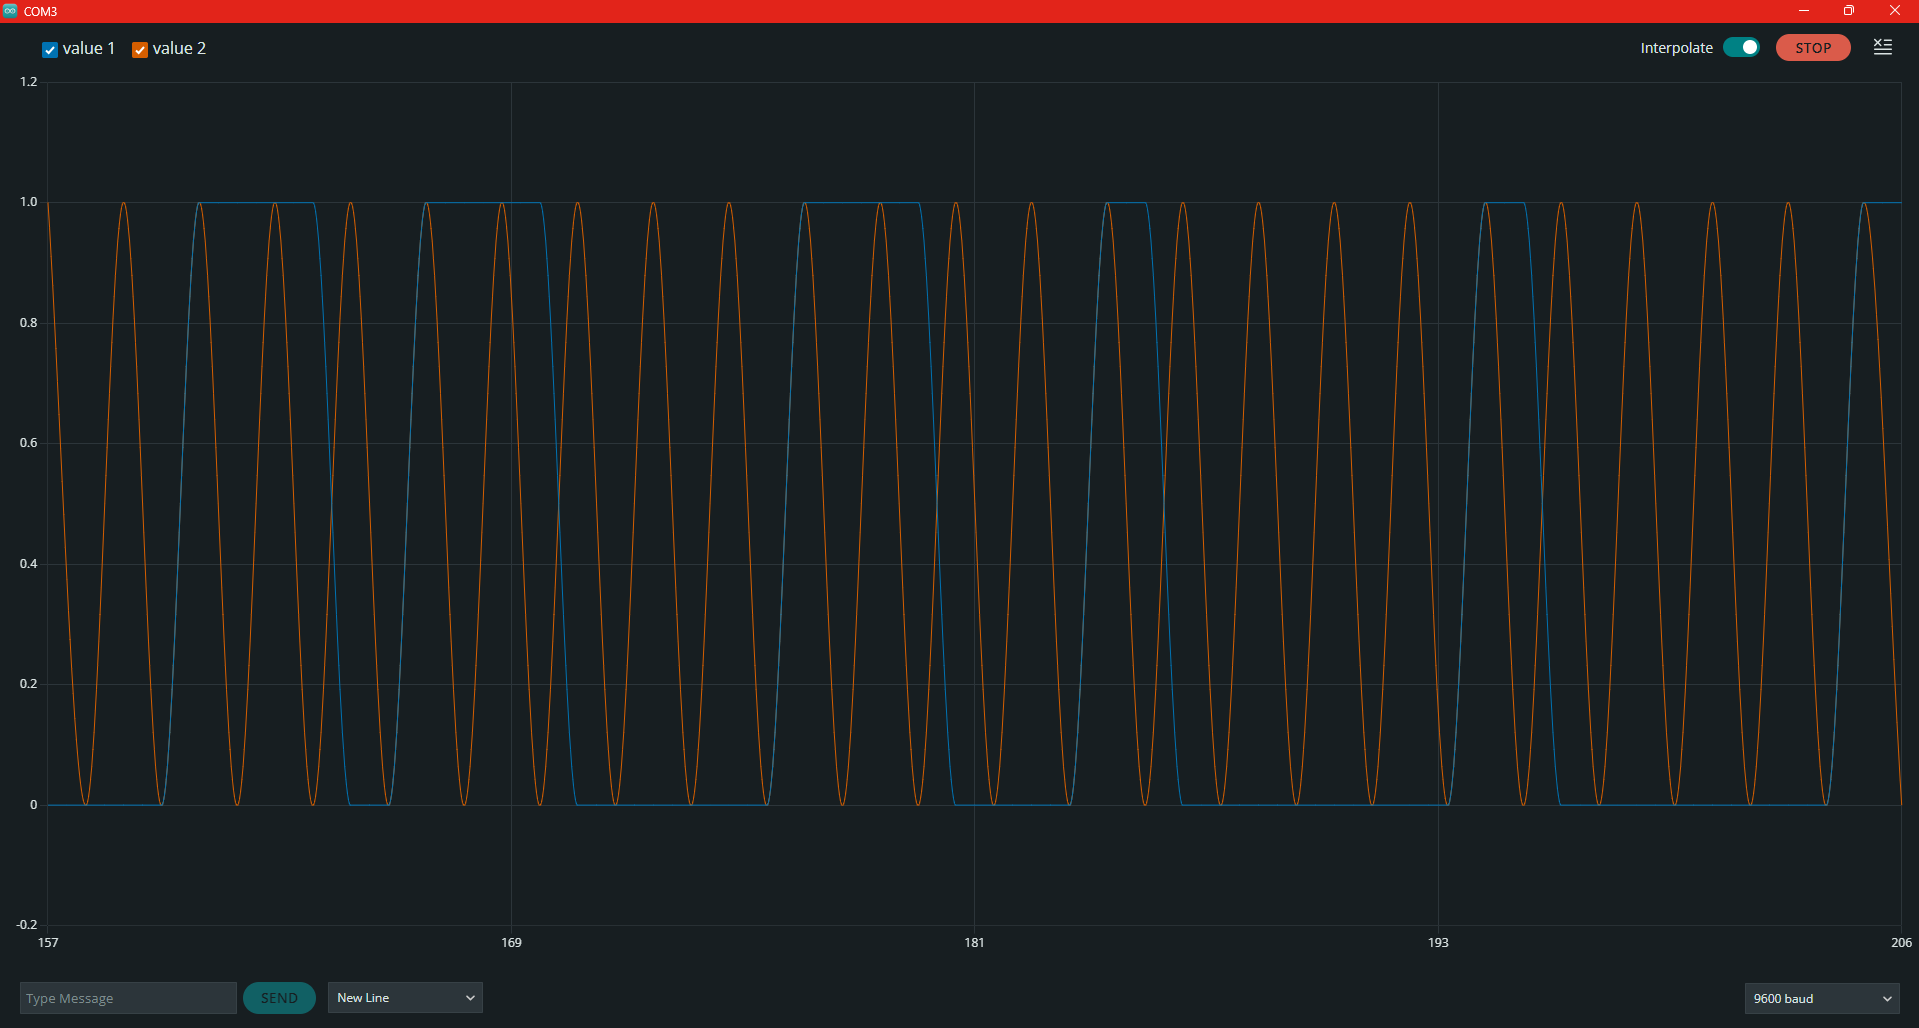 COM3
value 1 value 2 Interpolate STOP
1.2
1.0
0.8
0.6
0.4
0.2
0
-0.2
157 169 181 193 206
Type Message SEND New Line 9600 baud